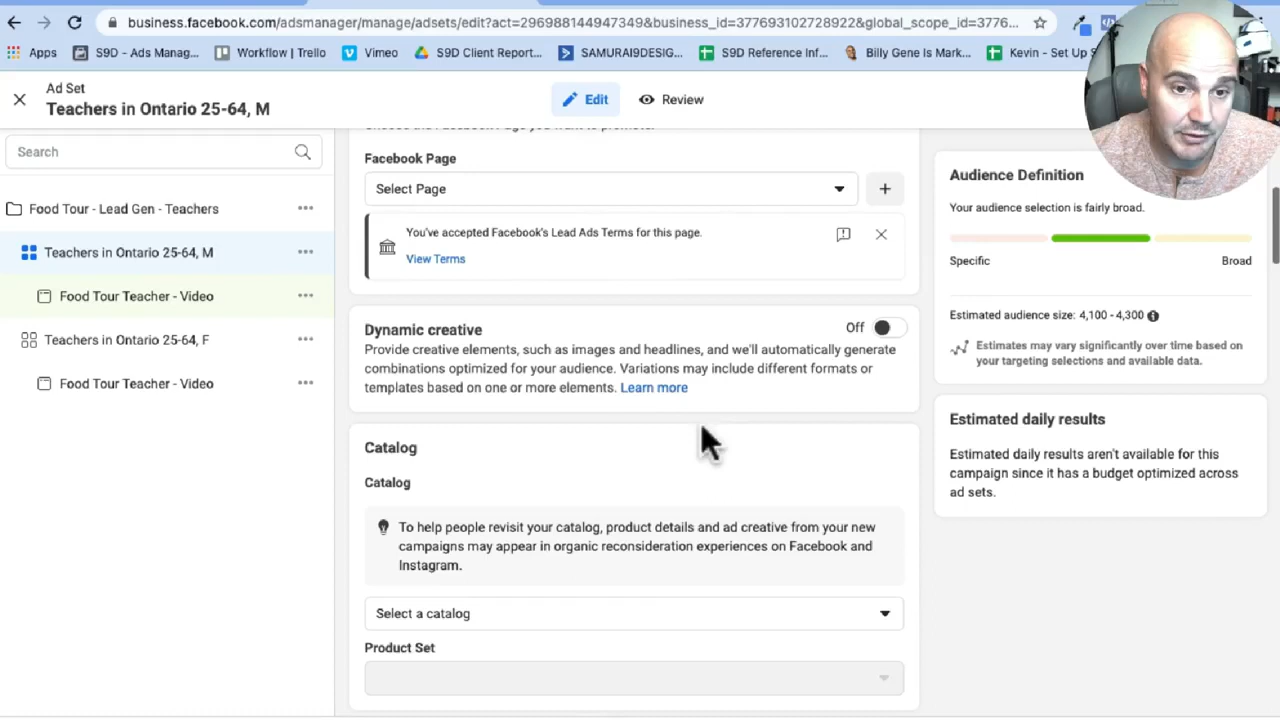 business.facebook.com/adsmanager/manage/adsets/edit?act=296988144947349&business_id=377693102728922&global_scope_id=3776...
Apps
S9D - Ads Manag...
Workflow | Trello
Vimeo
S9D Client Report...
SAMURAI9DESIG...
S9D Reference Inf...
Billy Gene Is Mark...
Kevin - Set Up S
Ad Set
Teachers in Ontario 25-64, M
Edit
Review
Search
Food Tour - Lead Gen - Teachers
Teachers in Ontario 25-64, M
Food Tour Teacher - Video
Teachers in Ontario 25-64, F
Food Tour Teacher - Video
Facebook Page
Select Page
You've accepted Facebook's Lead Ads Terms for this page.
View Terms
Dynamic creative
Off
Provide creative elements, such as images and headlines, and we'll automatically generate
combinations optimized for your audience. Variations may include different formats or
templates based on one or more elements. Learn more
Catalog
Catalog
To help people revisit your catalog, product details and ad creative from your new
campaigns may appear in organic reconsideration experiences on Facebook and
Instagram.
Select a catalog
Product Set
Audience Definition
Your audience selection is fairly broad.
Specific
Broad
Estimated audience size: 4,100 - 4,300
Estimates may vary significantly over time based on
your targeting selections and available data.
Estimated daily results
Estimated daily results aren't available for this
campaign since it has a budget optimized across
ad sets.